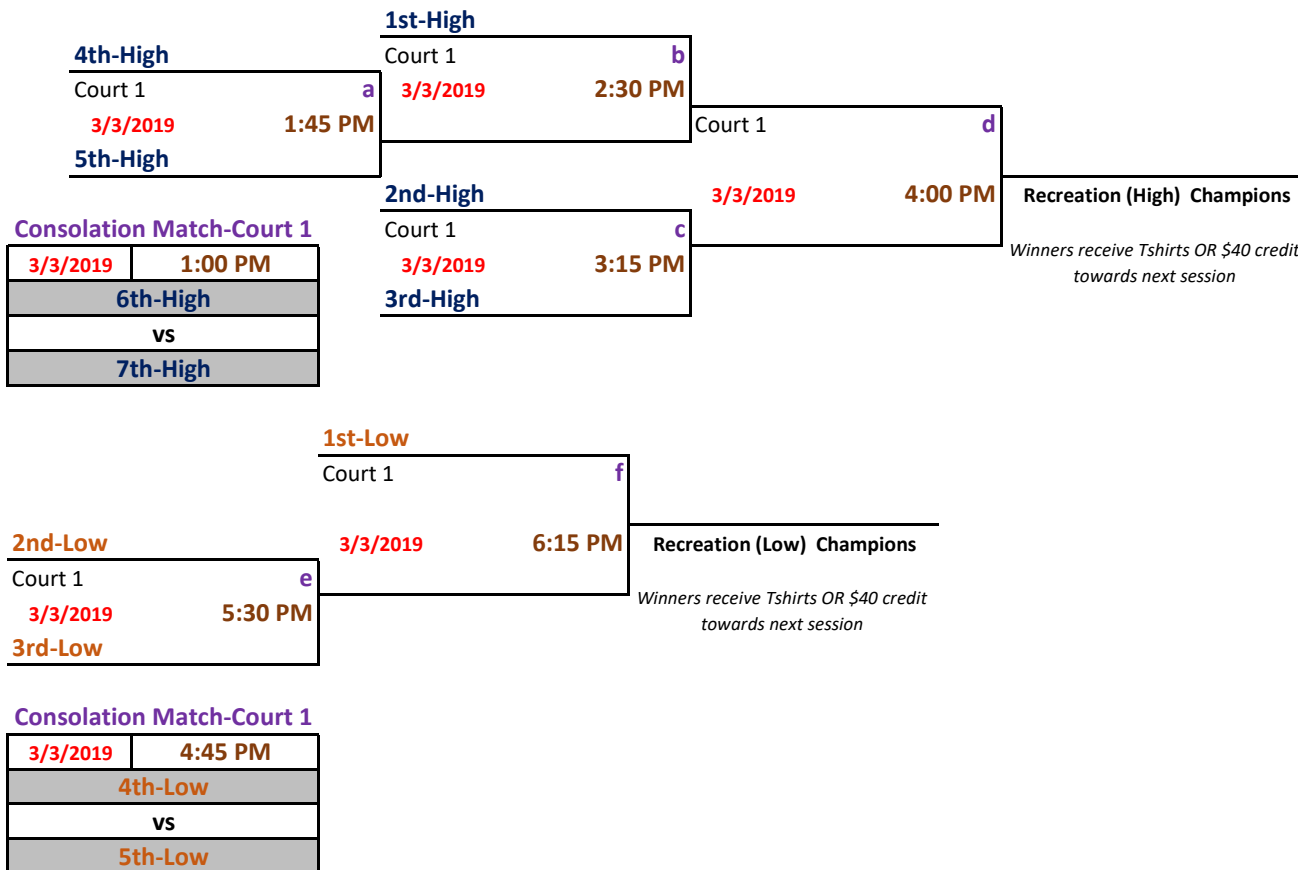 1st-High
4th-High
Court 1 b
Court 1 a
3/3/2019 2:30 PM
3/3/2019 1:45 PM
Court 1 d
5th-High
2nd-High
3/3/2019 4:00 PM
Recreation (High) Champions
Consolation Match-Court 1
Court 1 c
Winners receive Tshirts OR $40 credit
towards next session
3/3/2019 1:00 PM
3/3/2019 3:15 PM
6th-High
3rd-High
vs
7th-High
1st-Low
Court 1 f
2nd-Low
3/3/2019 6:15 PM
Recreation (Low) Champions
Court 1 e
Winners receive Tshirts OR $40 credit
towards next session
3/3/2019 5:30 PM
3rd-Low
Consolation Match-Court 1
3/3/2019 4:45 PM
4th-Low
vs
5th-Low